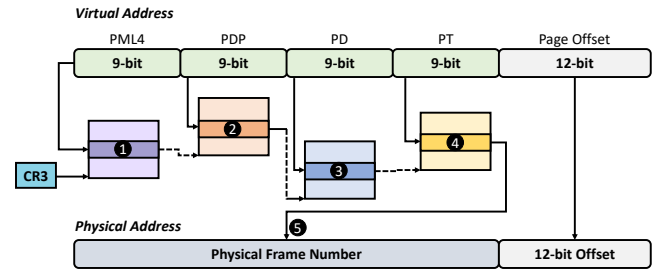 Virtual Address
PML4 PDP PD PT Page Offset
9-bit 9-bit 9-bit 9-bit 12-bit
1 2 3 4
CR3
Physical Address 5
Physical Frame Number 12-bit Offset